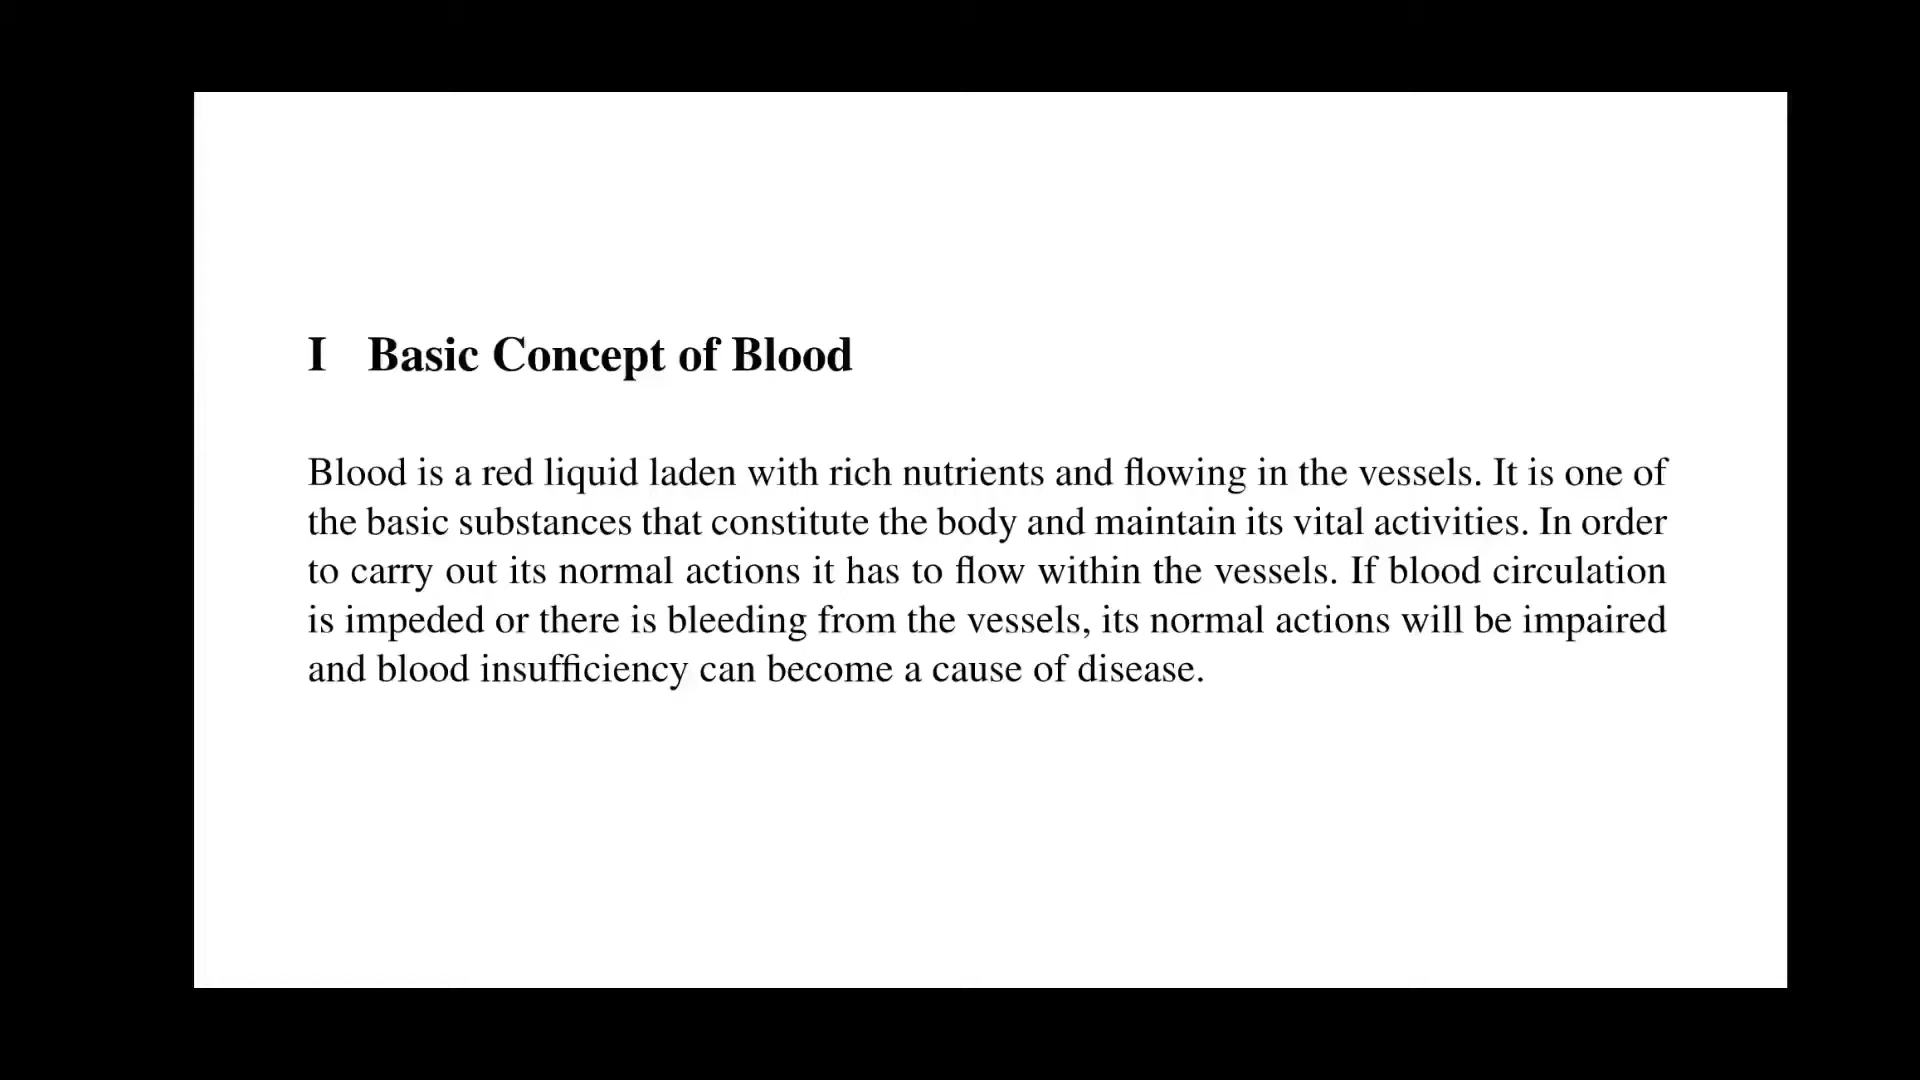 I Basic Concept of Blood
Blood is a red liquid laden with rich nutrients and flowing in the vessels. It is one of
the basic substances that constitute the body and maintain its vital activities. In order
to carry out its normal actions it has to flow within the vessels. If blood circulation
is impeded or there is bleeding from the vessels, its normal actions will be impaired
and blood insufficiency can become a cause of disease.